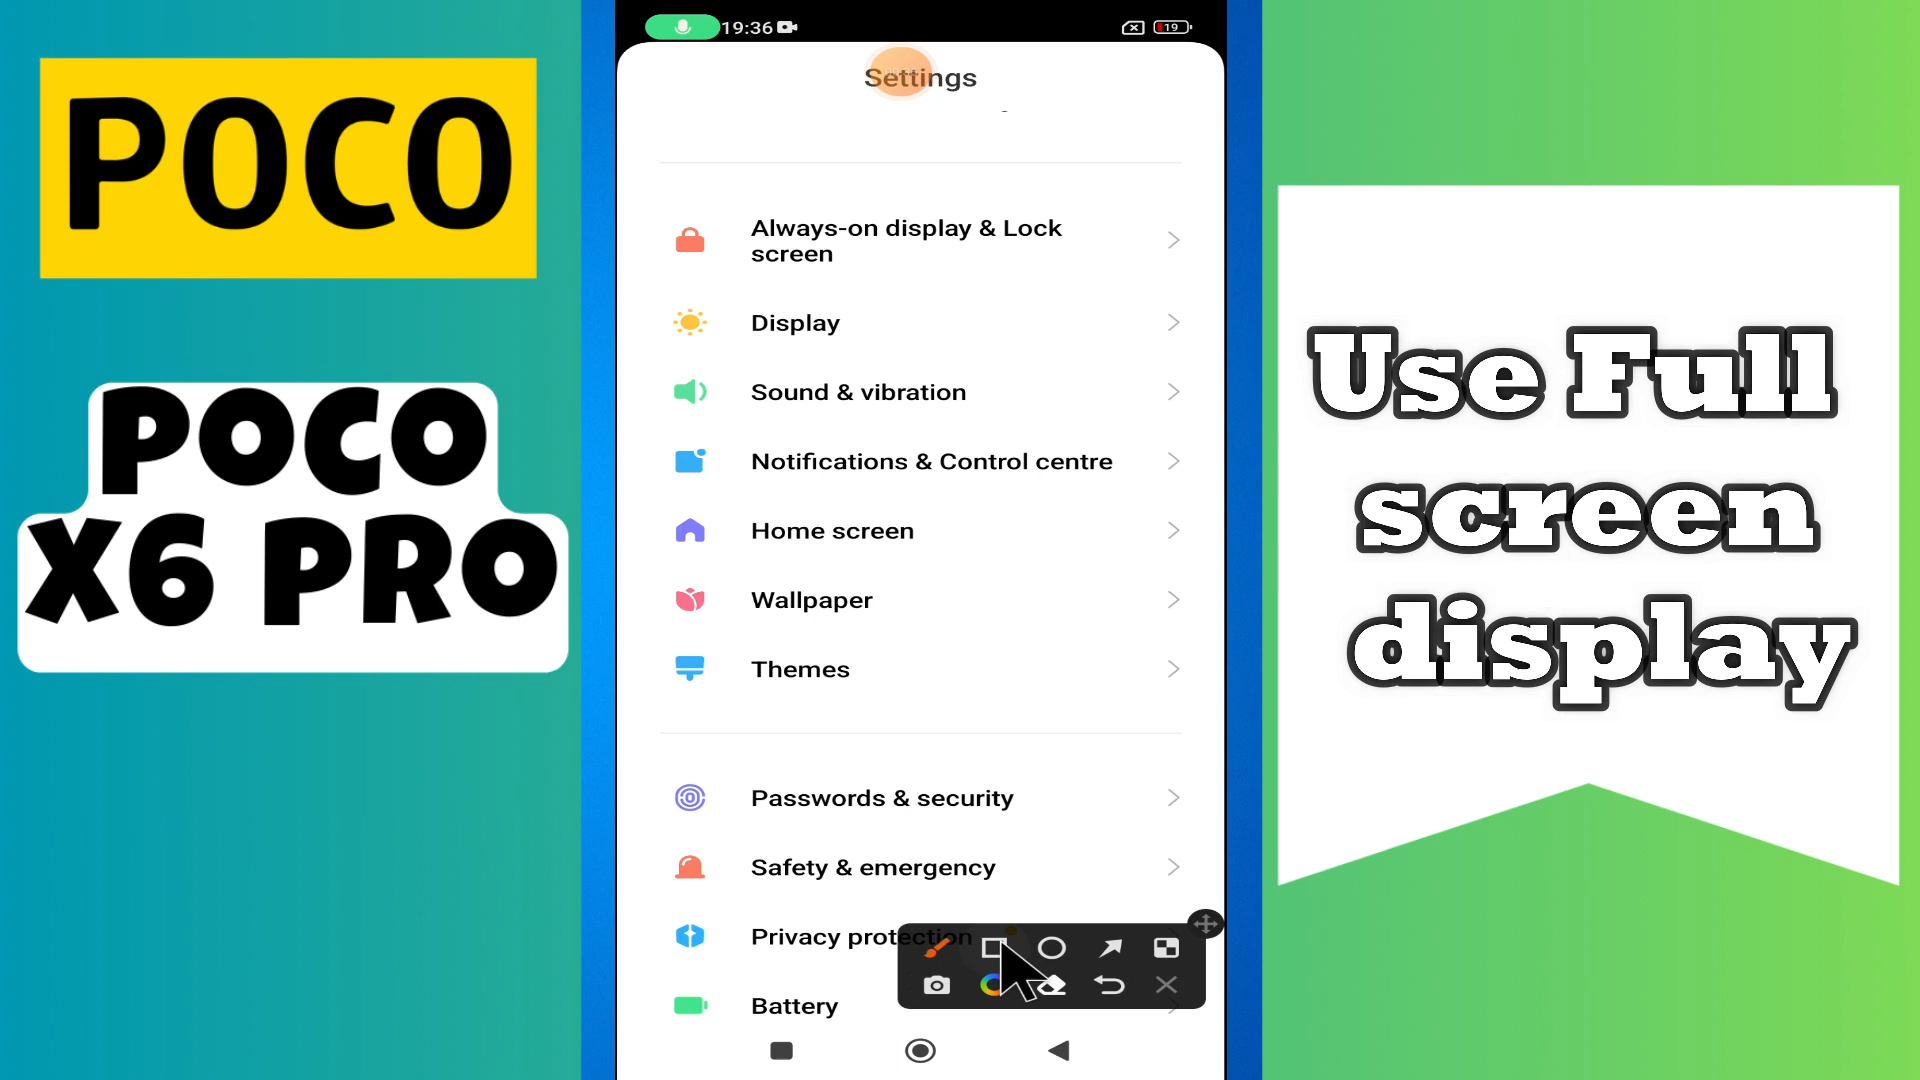 POCO
POCO
X6 PRO
19:36
19
Settings
Always-on display & Lock
screen
Display
Sound & vibration
Notifications & Control centre
Home screen
Wallpaper
Themes
Passwords & security
Safety & emergency
Privacy protection
Battery
Use Full
screen
display